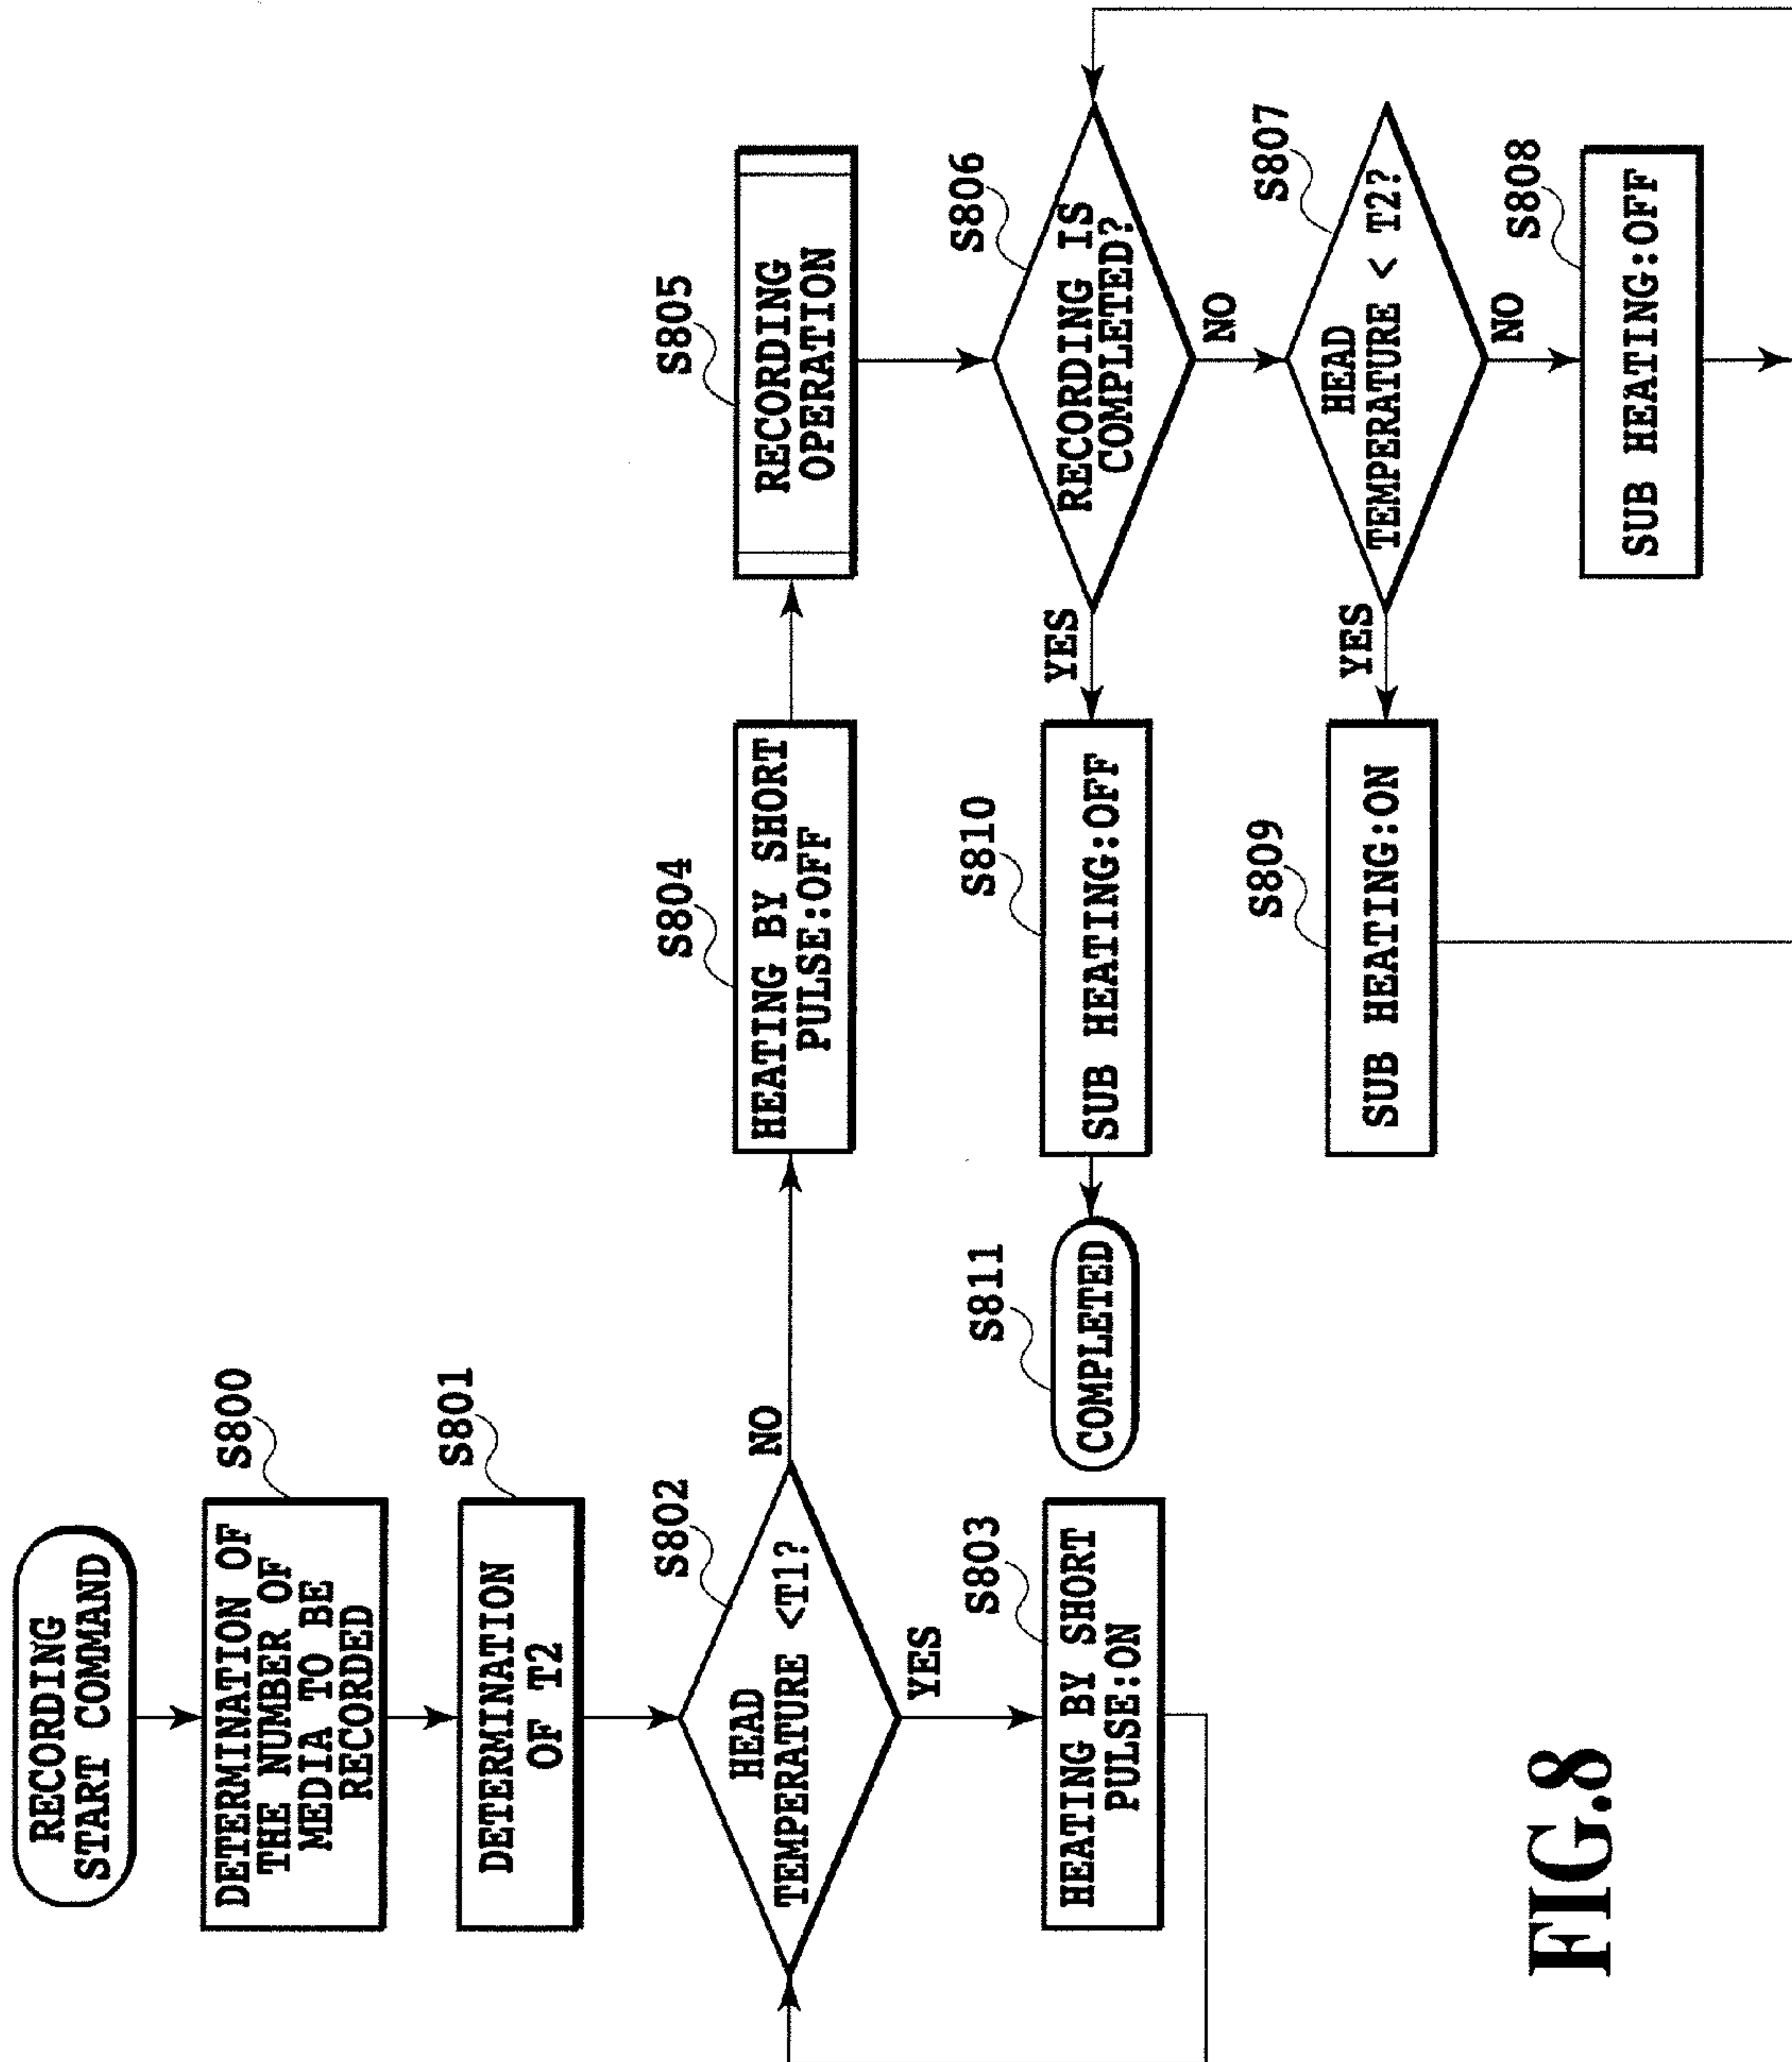 RECORDING
START COMMAND
S800
DETERMINATION OF
THE NUMBER OF
MEDIA TO BE
RECORDED
S801
DETERMINATION
OF T2
S802
HEAD
TEMPERATURE <T1?
NO
YES
S803
HEATING BY SHORT
PULSE:ON
S804
HEATING BY SHORT
PULSE:OFF
S805
RECORDING
OPERATION
S806
RECORDING IS
COMPLETED?
YES
NO
S810
SUB HEATING:OFF
S811
COMPLETED
S807
HEAD
TEMPERATURE < T2?
YES
NO
S809
SUB HEATING:ON
S808
SUB HEATING:OFF
FIG.8